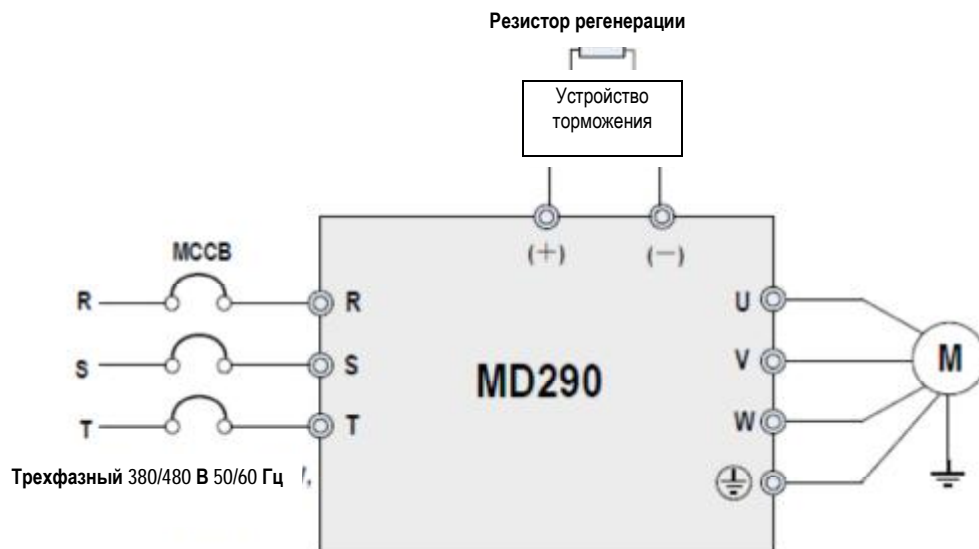 Резистор регенерации
Устройство
торможения
(+) (—)
MCCB
R R U
S S MD290 V M
T T W
Трехфазный 380/480 В 50/60 Гц